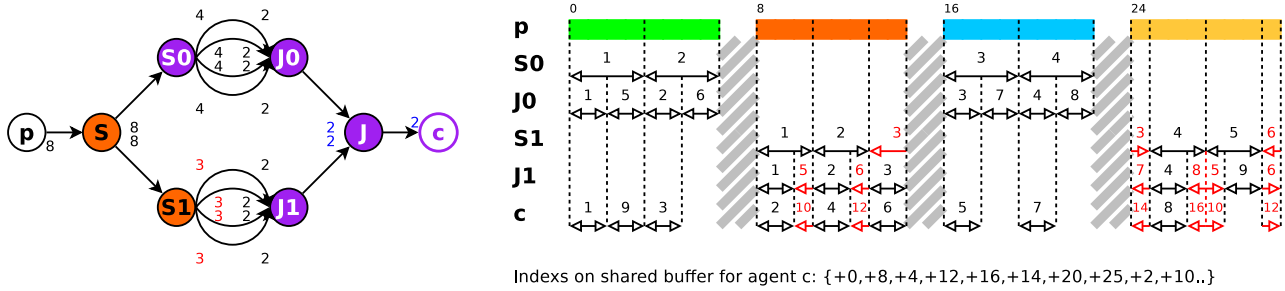 4 2
S0 4 2 J0
4 2
4 2
p 8 S 8 2 J 2 c
8 2
3 2
S1 3 2 J1
3 2
3 2
0 8 16 24
p
S0 1 2 3 4
J0 1 5 2 6 3 7 4 8
S1 1 2 3 3 4 5 6
J1 1 5 2 6 3 7 4 8 5 9 6
c 1 9 3 2 10 4 12 6 5 7 14 8 16 10 12
Indexs on shared buffer for agent c: {+0,+8,+4,+12,+16,+14,+20,+25,+2,+10..}